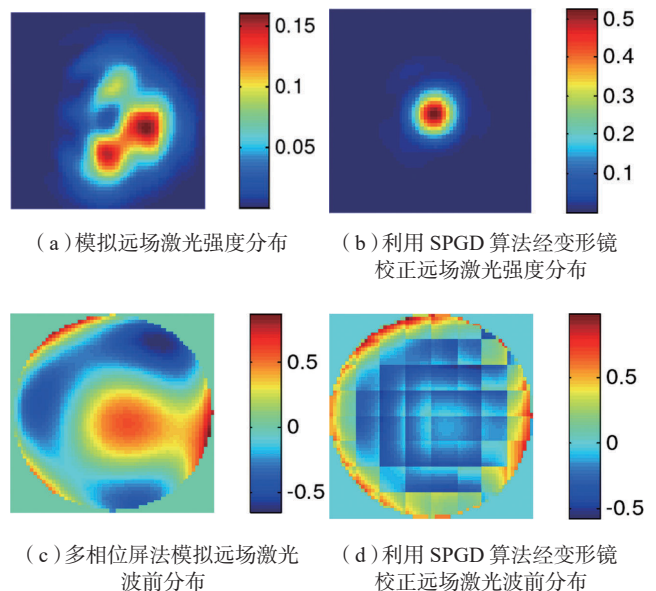 0.15
0.10
0.05
0.5
0.4
0.3
0.2
0.1
（a）模拟远场激光强度分布
（b）利用 SPGD 算法经变形镜
校正远场激光强度分布
0.5
0
-0.5
0.5
0
-0.5
（c）多相位屏法模拟远场激光
波前分布
（d）利用 SPGD 算法经变形镜
校正远场激光波前分布